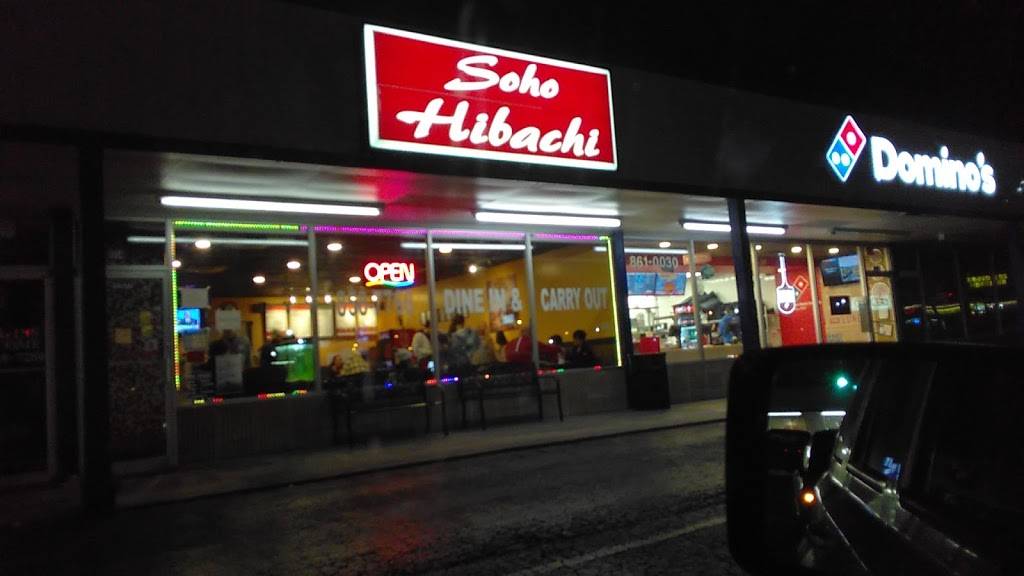 Soho
Hibachi
Domino's
OPEN
861-0030
DINE IN & CARRY OUT